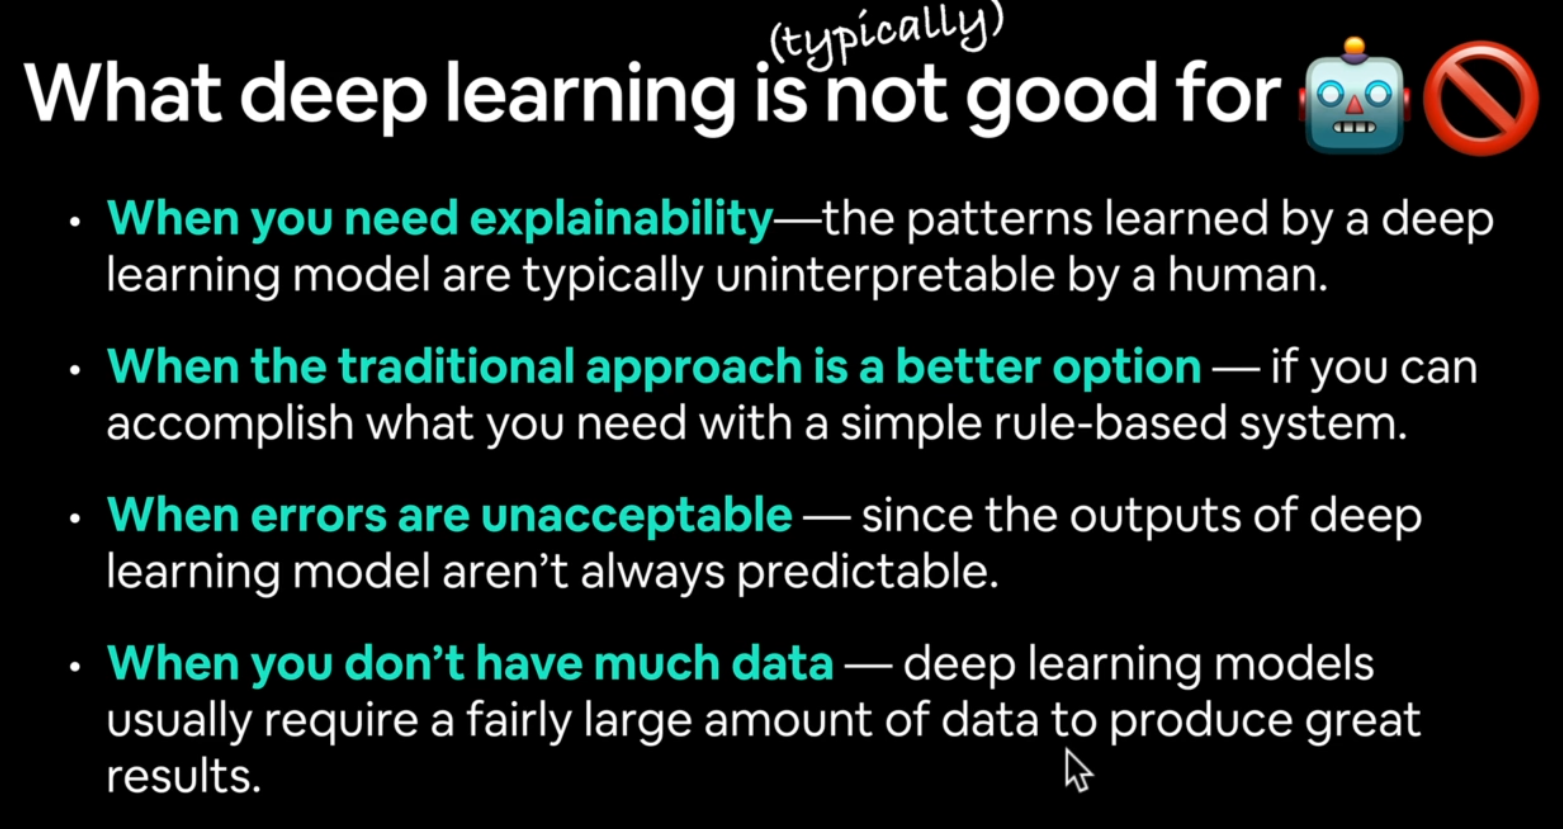 (typically)
What deep learning is not good for
• When you need explainability—the patterns learned by a deep
learning model are typically uninterpretable by a human.
• When the traditional approach is a better option — if you can
accomplish what you need with a simple rule-based system.
• When errors are unacceptable — since the outputs of deep
learning model aren’t always predictable.
• When you don’t have much data — deep learning models
usually require a fairly large amount of data to produce great
results.